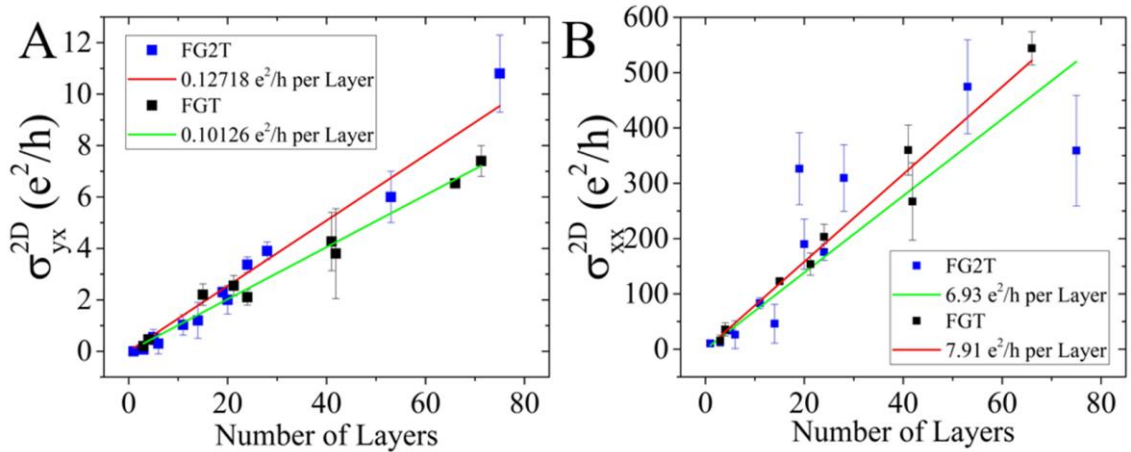 A
12
10
8
6
4
2
0
0 20 40 60 80
Number of Layers
σ²ᴰyx (e²/h)
FG2T
0.12718 e²/h per Layer
FGT
0.10126 e²/h per Layer
B
600
500
400
300
200
100
0
0 20 40 60 80
Number of Layers
σ²ᴰxx (e²/h)
FG2T
6.93 e²/h per Layer
FGT
7.91 e²/h per Layer